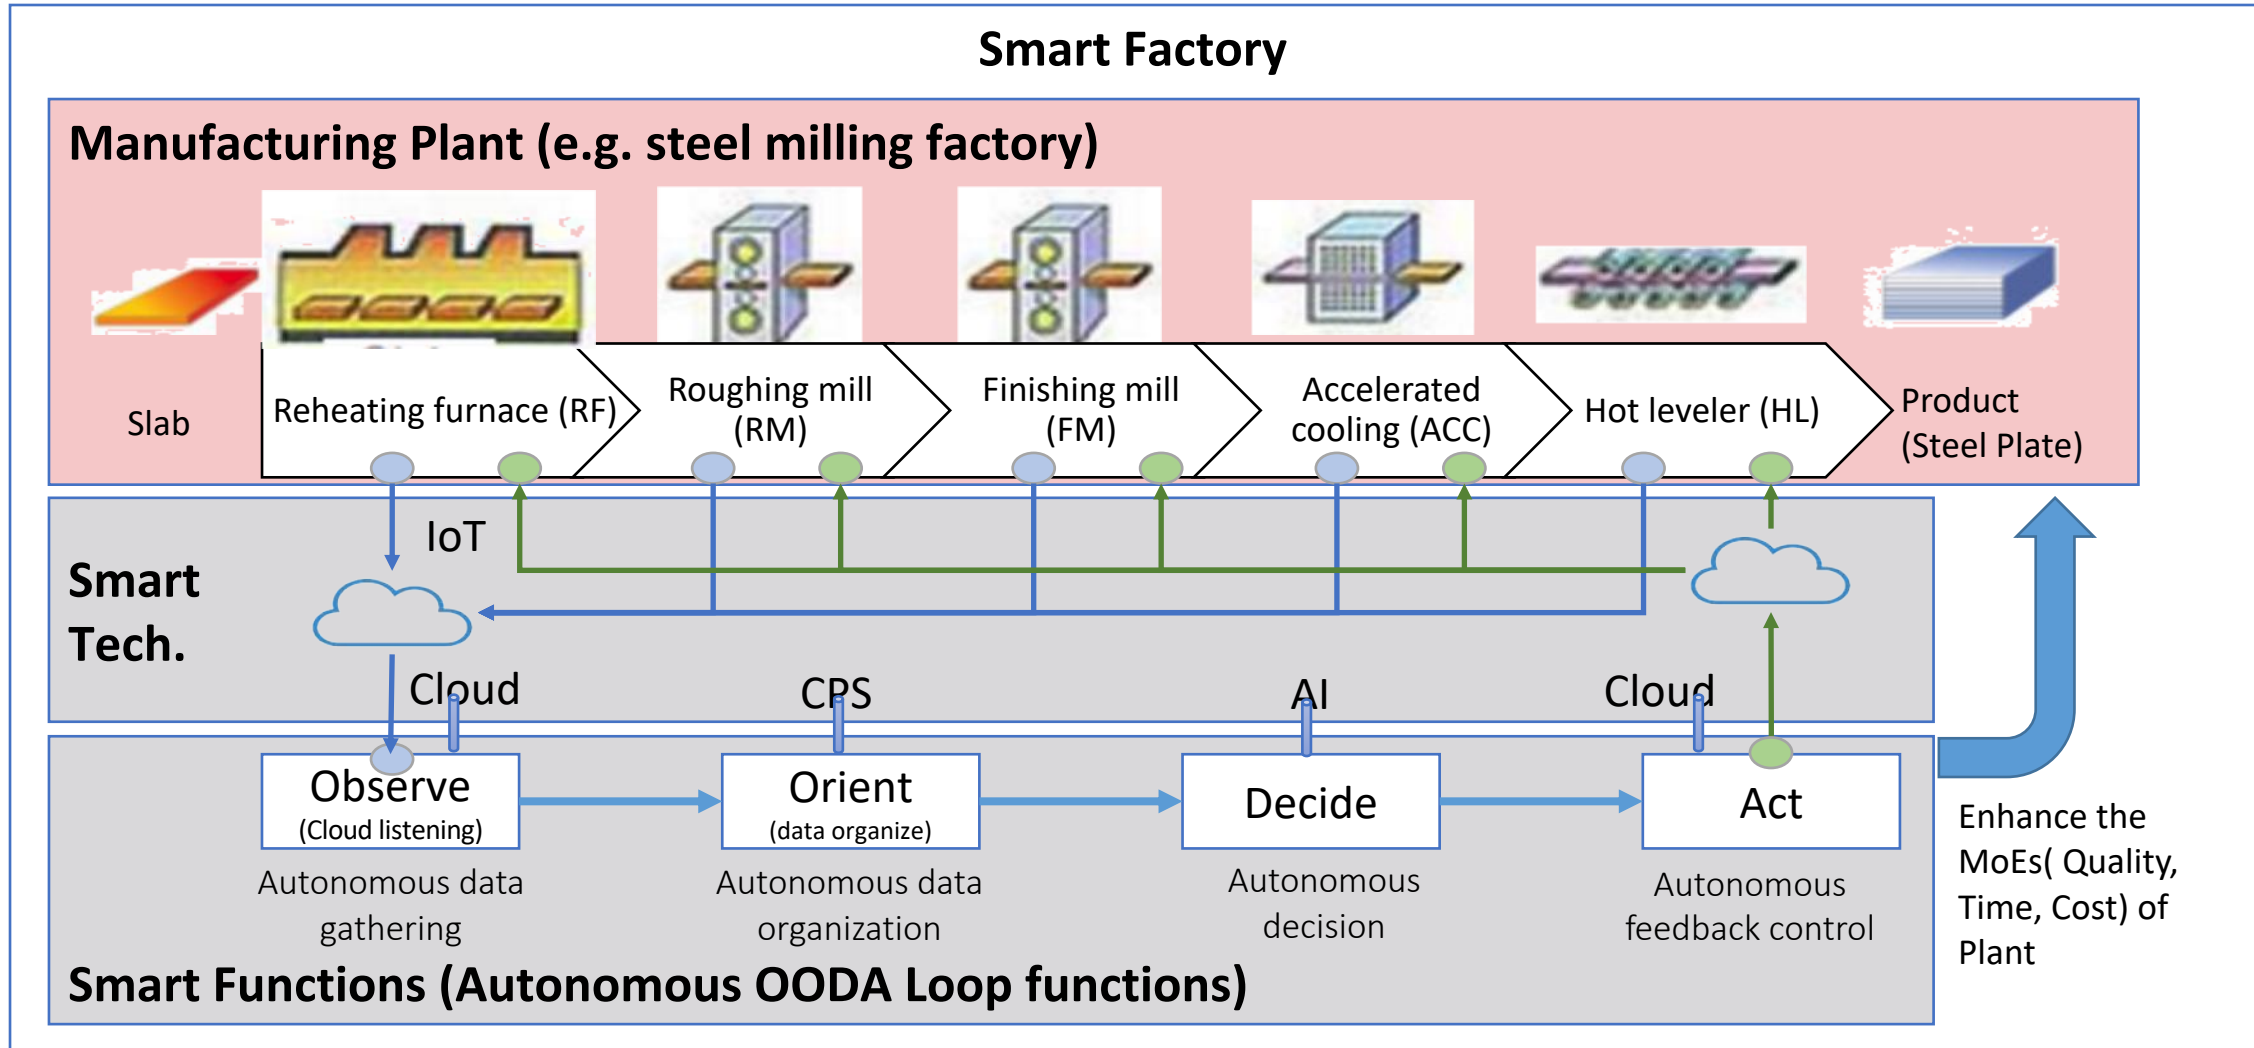 Smart Factory
Manufacturing Plant (e.g. steel milling factory)
Slab
Reheating furnace (RF)
Roughing mill
(RM)
Finishing mill
(FM)
Accelerated
cooling (ACC)
Hot leveler (HL)
Product
(Steel Plate)
IoT
Smart
Tech.
Cloud
CPS
AI
Cloud
Observe
(Cloud listening)
Orient
(data organize)
Decide
Act
Autonomous data
gathering
Autonomous data
organization
Autonomous
decision
Autonomous
feedback control
Enhance the
MoEs( Quality,
Time, Cost) of
Plant
Smart Functions (Autonomous OODA Loop functions)